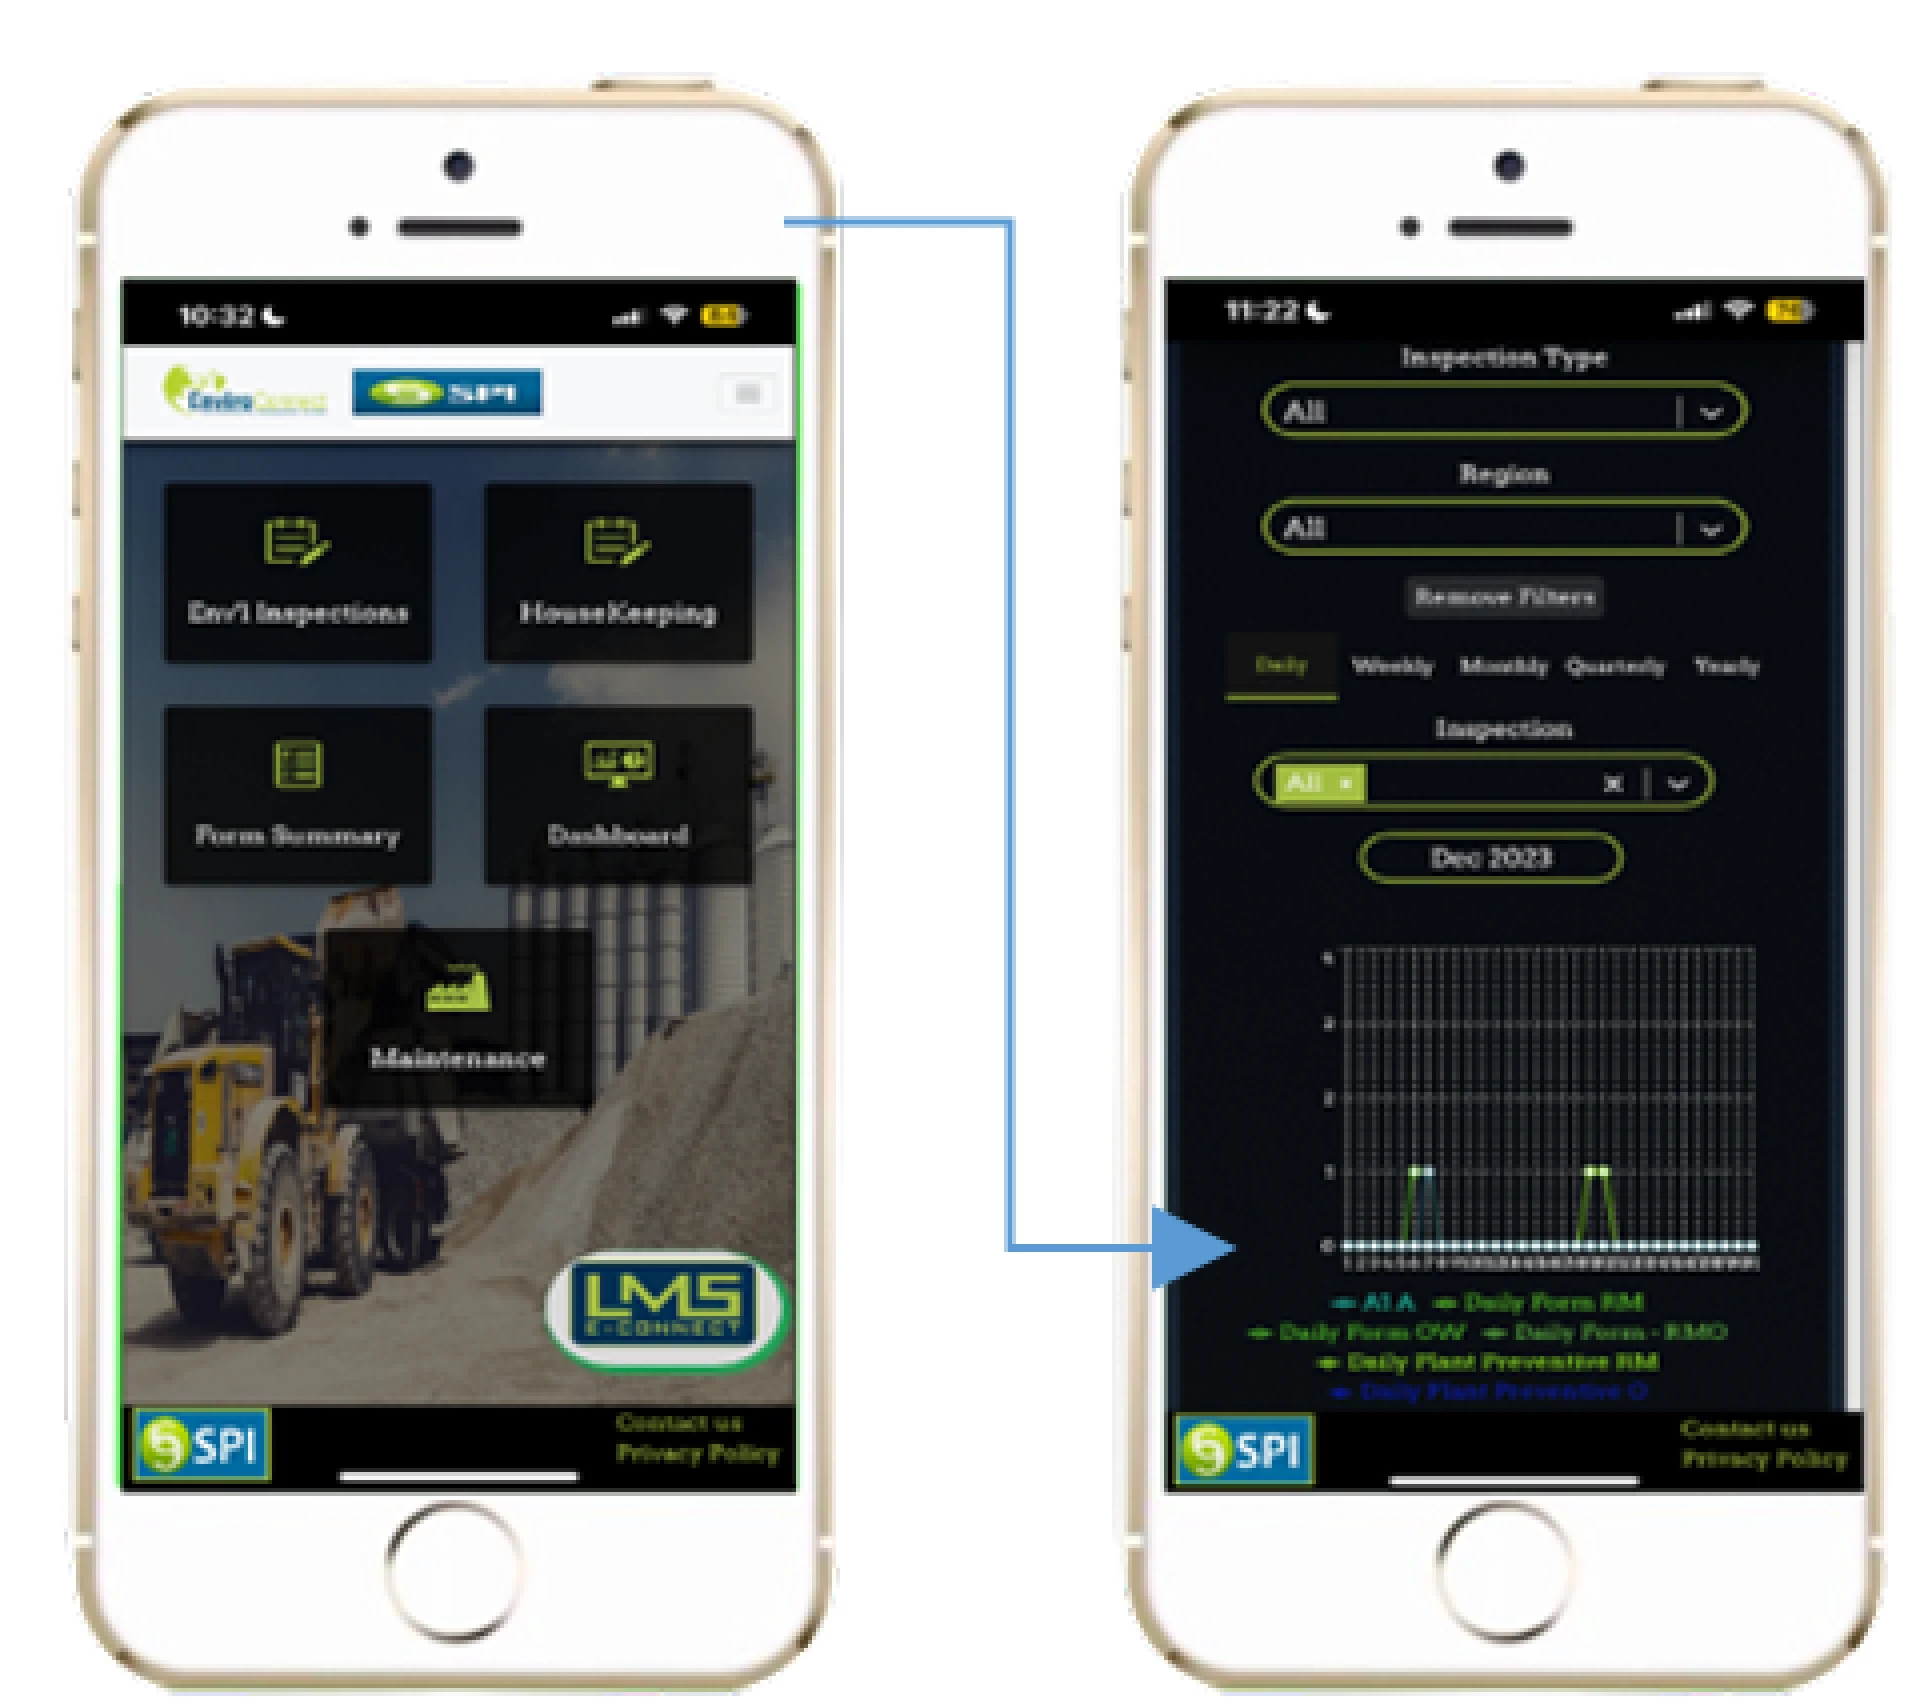 10:32
EnviroConnect
SPI
Env'l Inspections
HouseKeeping
Form Summary
Dashboard
Maintenance
LMS
E-CONNECT
SPI
Contact us
Privacy Policy
11:22
Inspection Type
All
Region
All
Remove Filters
Daily Weekly Monthly Quarterly Yearly
Inspection
All ×
Dec 2023
2
1
0
Daily Form RM
Daily Form OW Daily Form - RMO
Daily Plant Preventive RM
Daily Plant Preventive O
SPI
Contact us
Privacy Policy